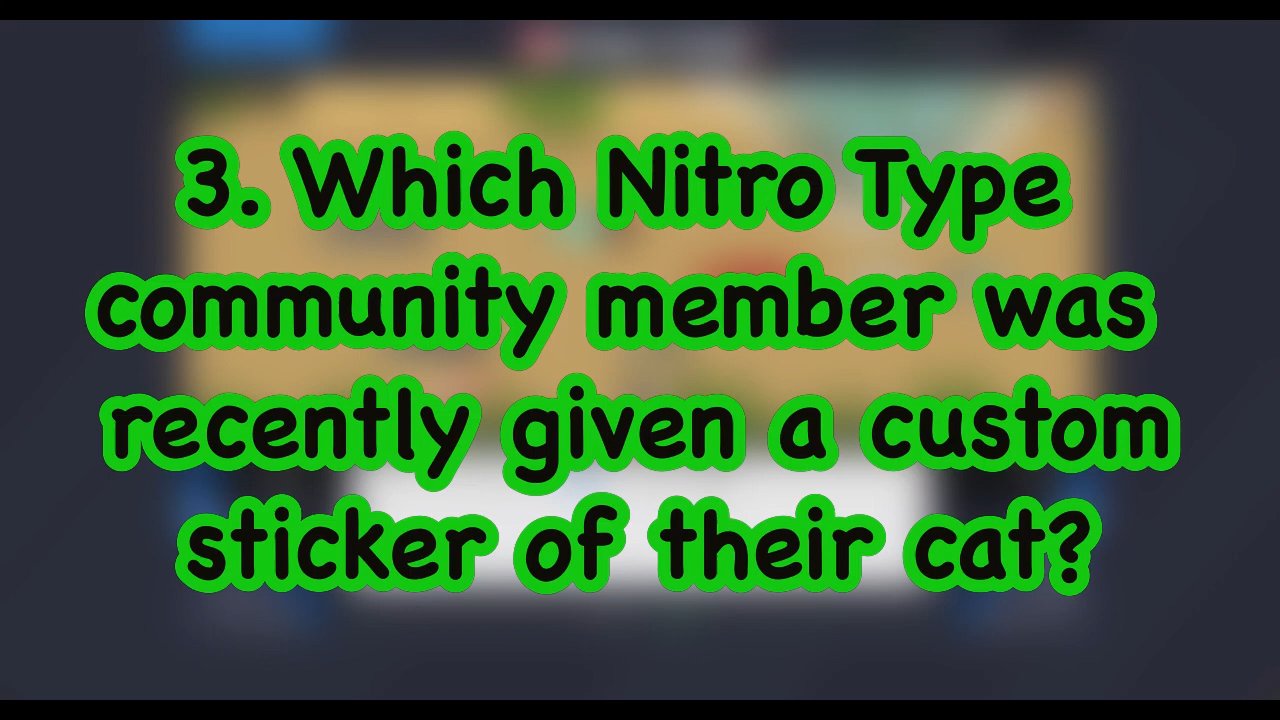 3. Which Nitro Type
community member was
recently given a custom
sticker of their cat?